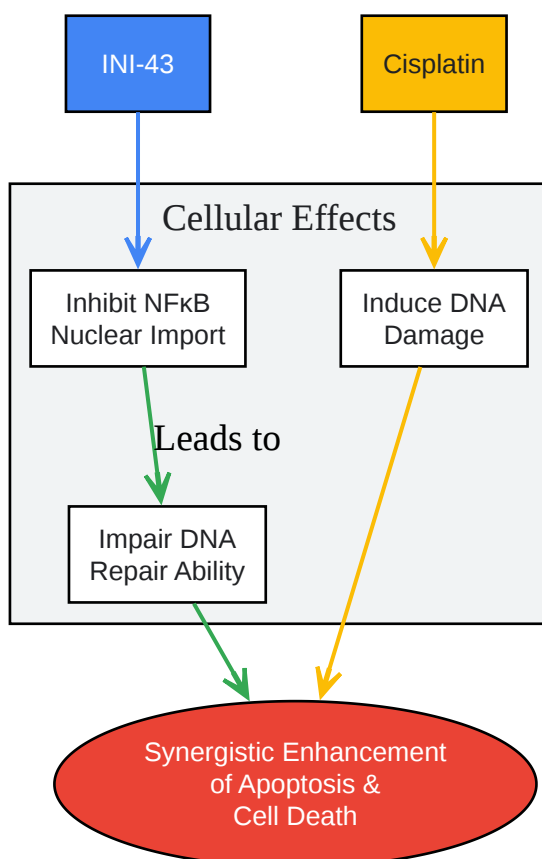 INI-43
Cisplatin
Cellular Effects
Inhibit NFκB
Nuclear Import
Induce DNA
Damage
Leads to
Impair DNA
Repair Ability
Synergistic Enhancement
of Apoptosis &
Cell Death